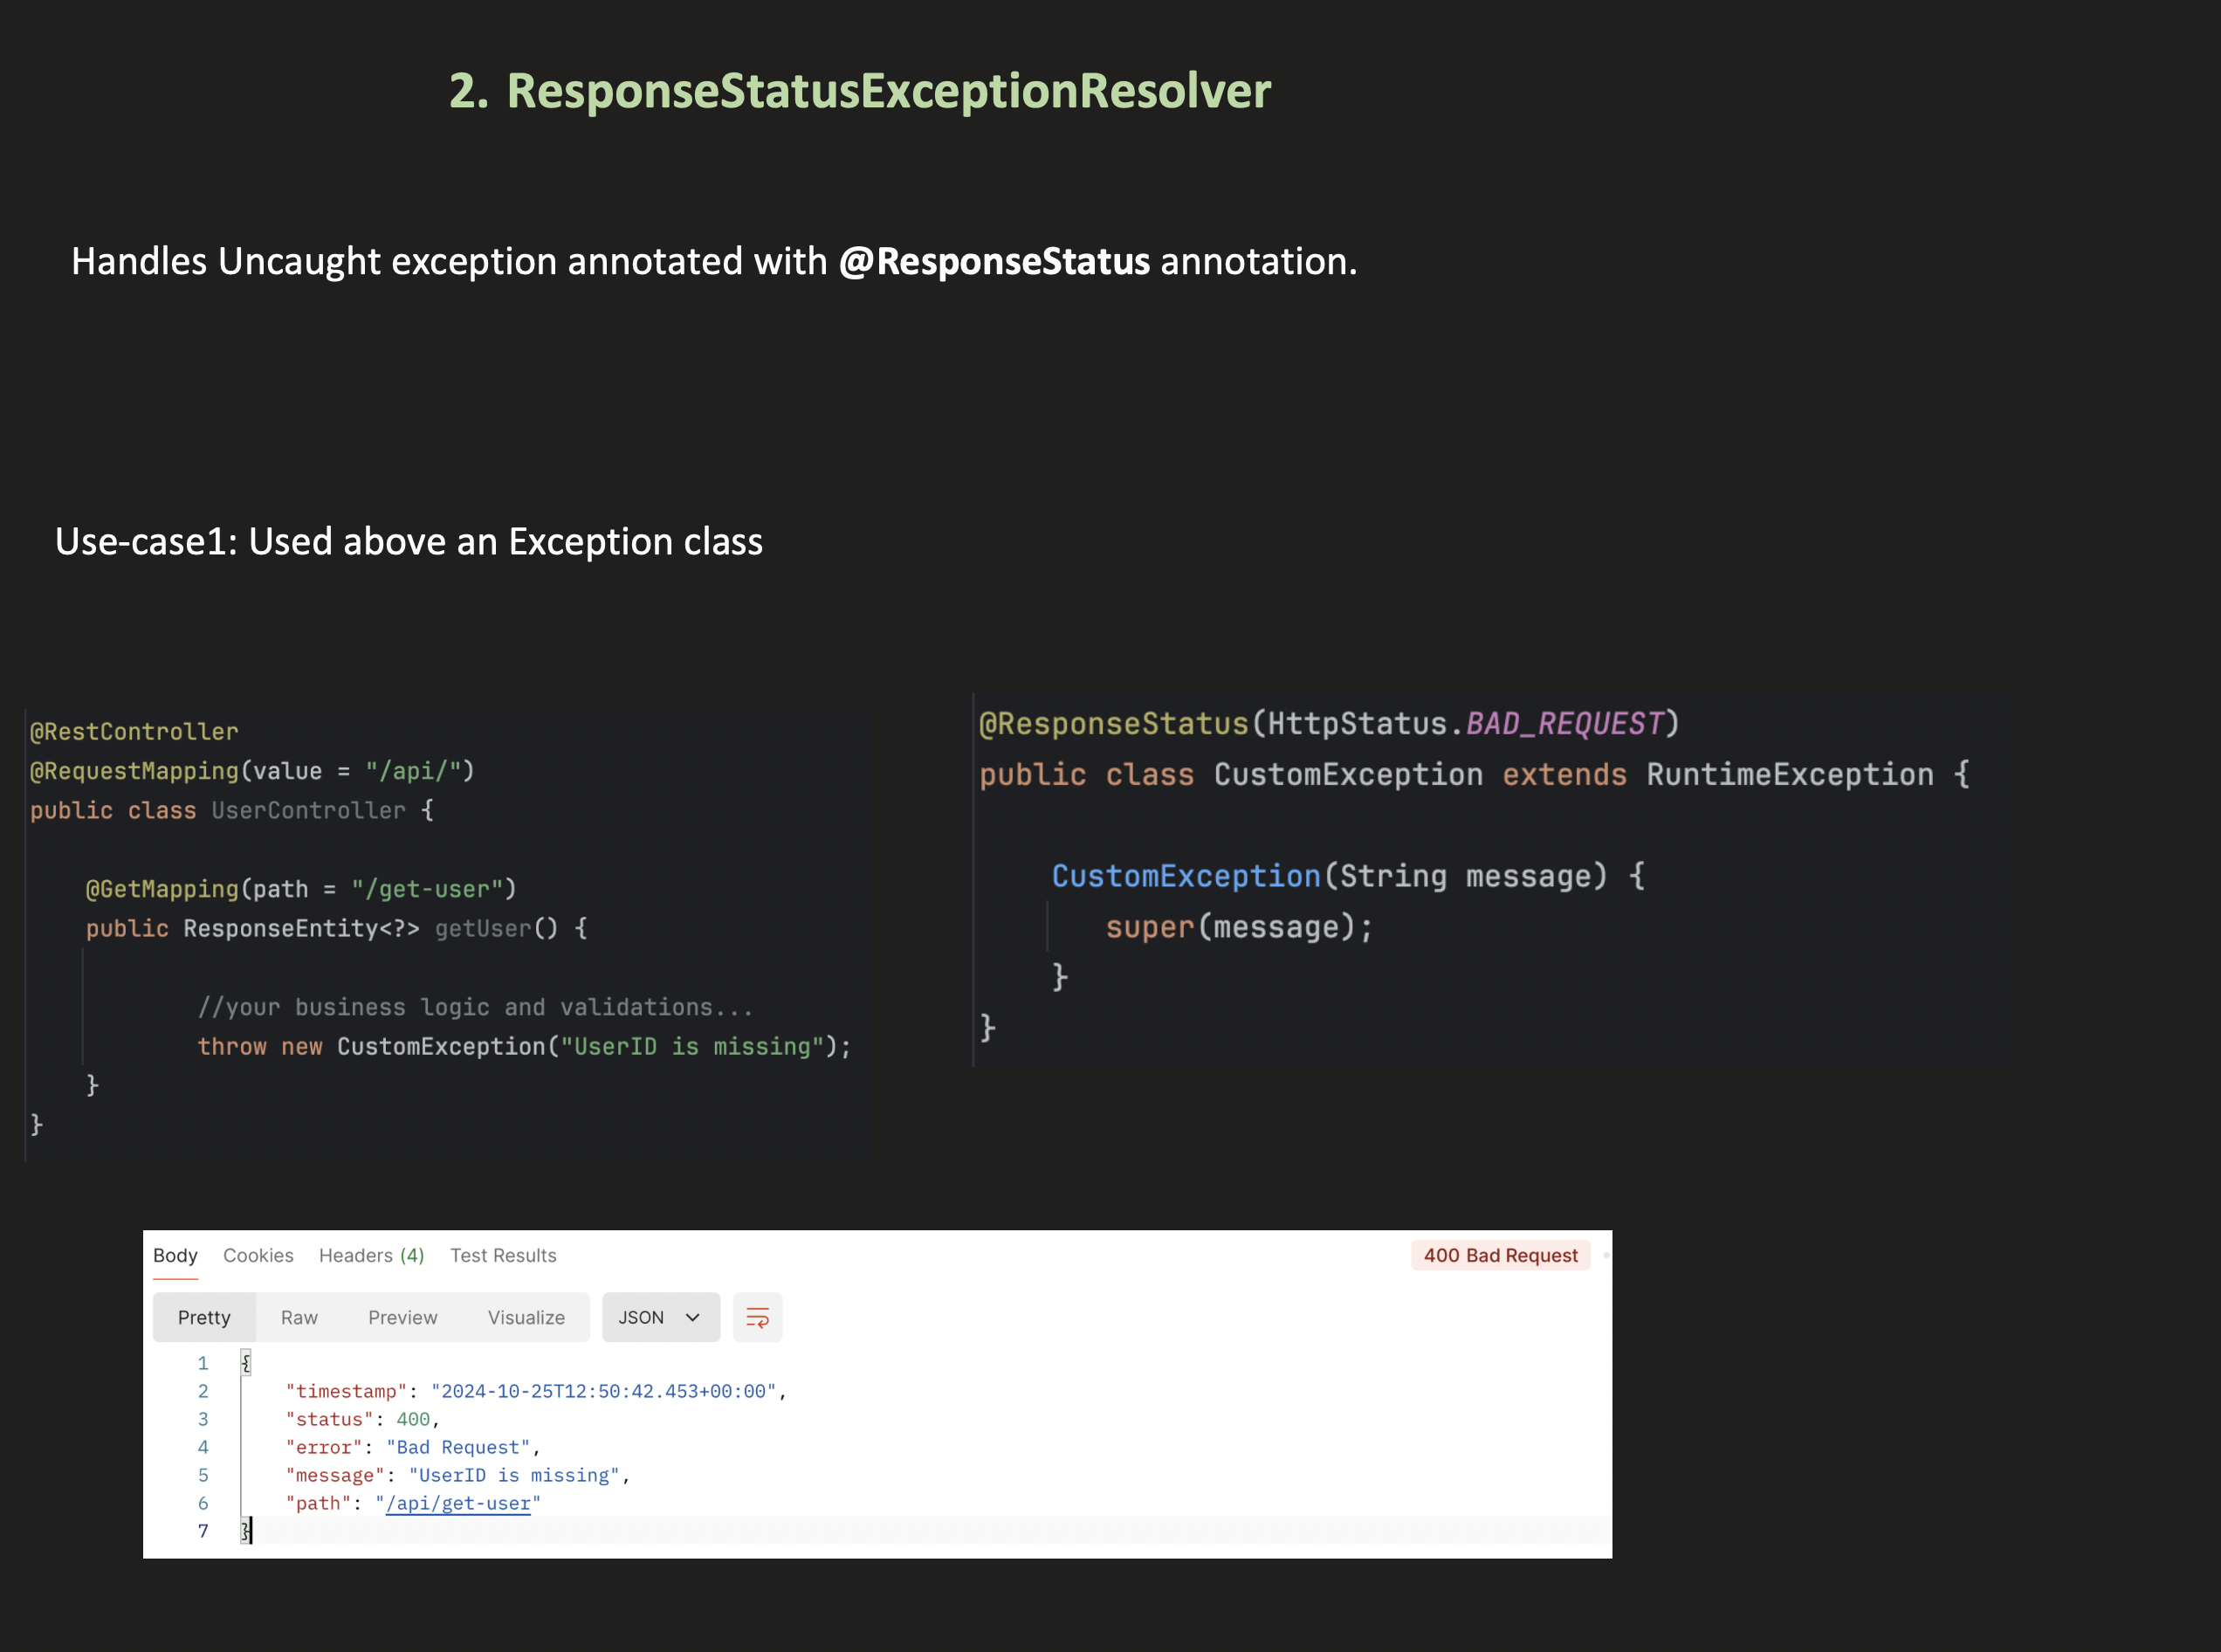 2. ResponseStatusExceptionResolver
Handles Uncaught exception annotated with @ResponseStatus annotation.
Use-case1: Used above an Exception class
@RestController
@RequestMapping(value = "/api/")
public class UserController {
@GetMapping(path = "/get-user")
public ResponseEntity<?> getUser() {
//your business logic and validations...
throw new CustomException("UserID is missing");
}
}
@ResponseStatus(HttpStatus.BAD_REQUEST)
public class CustomException extends RuntimeException {
CustomException(String message) {
super(message);
}
}
Body Cookies Headers (4) Test Results 400 Bad Request
Pretty Raw Preview Visualize JSON
1 {
2 "timestamp": "2024-10-25T12:50:42.453+00:00",
3 "status": 400,
4 "error": "Bad Request",
5 "message": "UserID is missing",
6 "path": "/api/get-user"
7 }